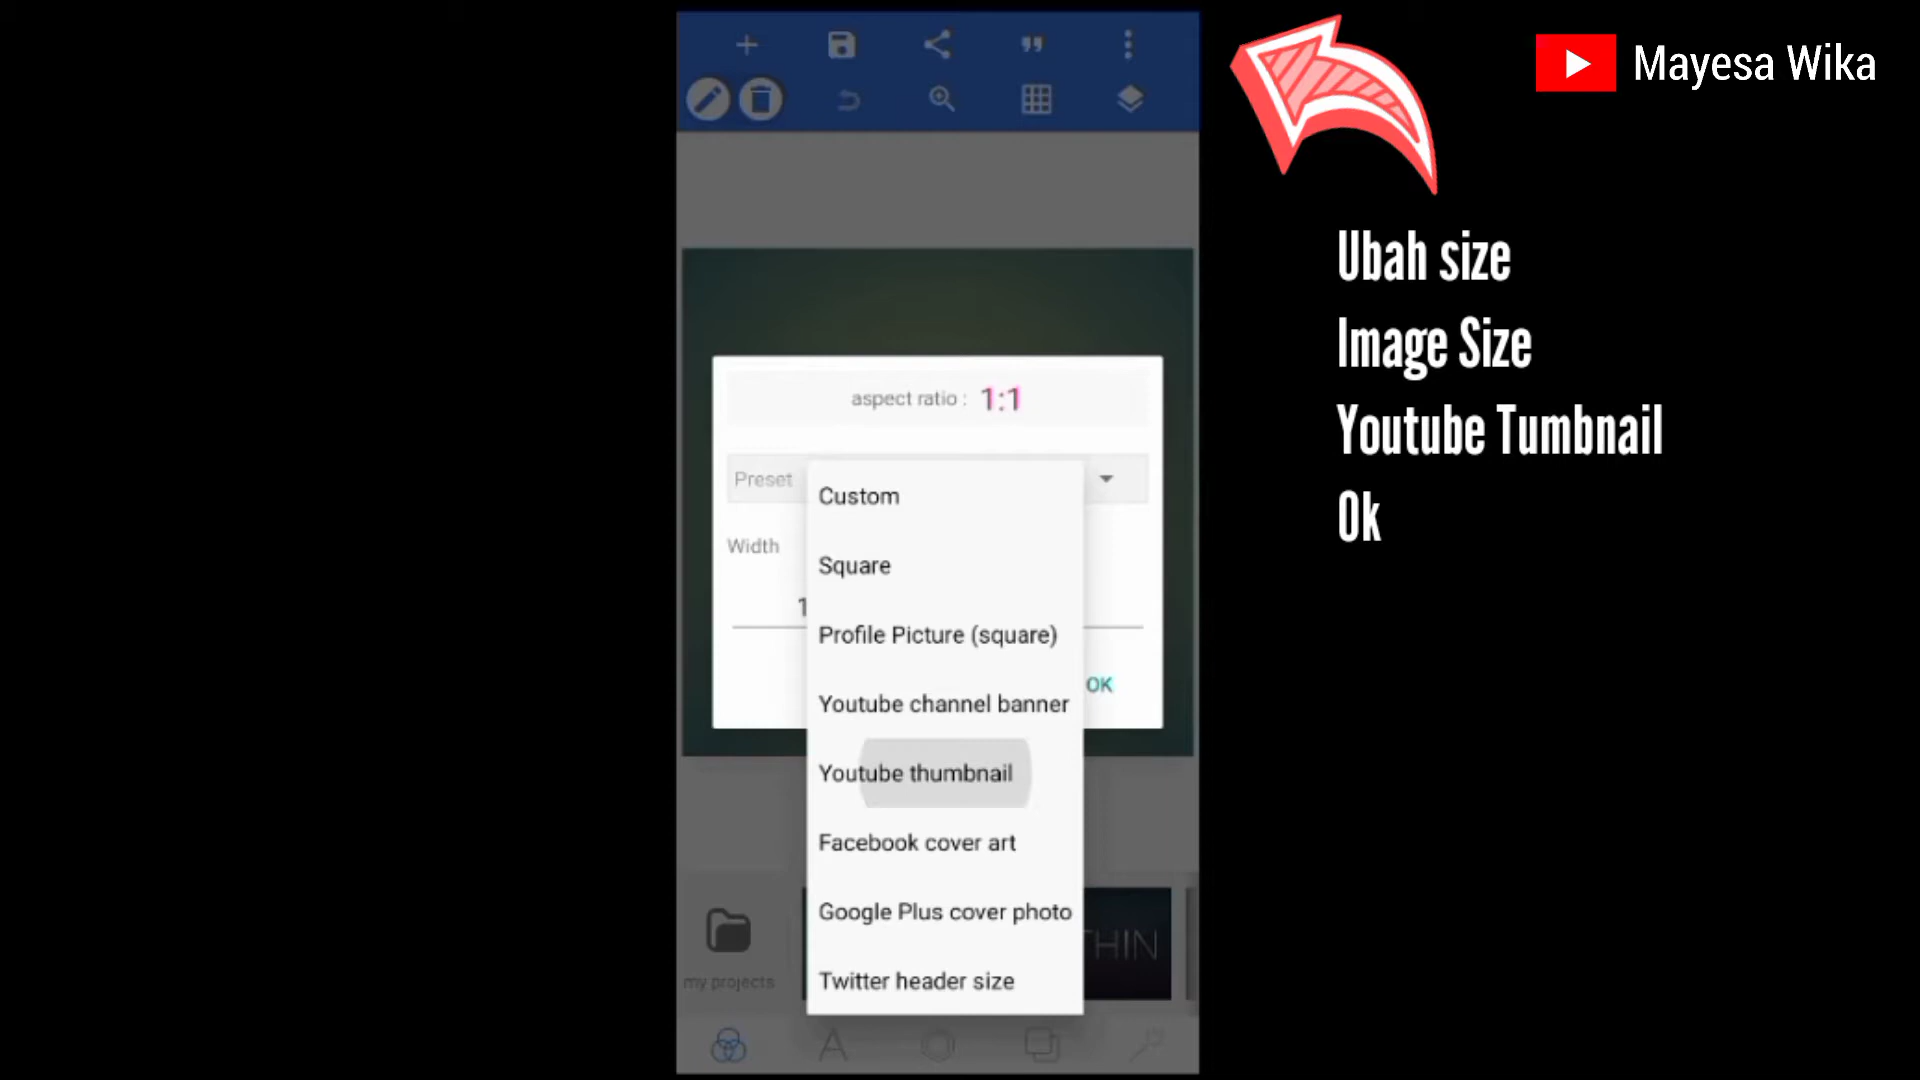 Mayesa Wika
Ubah size
Image Size
Youtube Tumbnail
Ok
aspect ratio : 1:1
Preset
Custom
Width
Square
1
Profile Picture (square)
OK
Youtube channel banner
Youtube thumbnail
Facebook cover art
Google Plus cover photo
THIN
my projects
Twitter header size
A